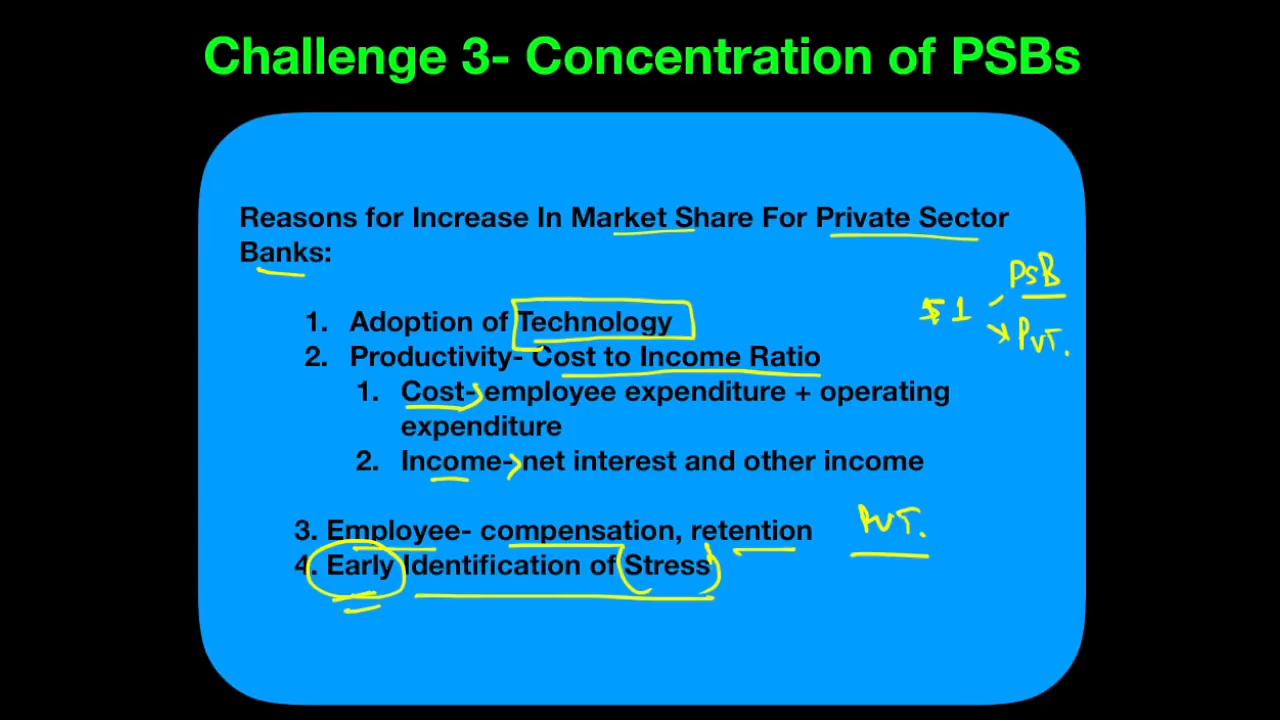 Challenge 3- Concentration of PSBs
Reasons for Increase In Market Share For Private Sector
Banks:
1. Adoption of Technology
2. Productivity- Cost to Income Ratio
1. Cost- employee expenditure + operating
expenditure
2. Income- net interest and other income
3. Employee- compensation, retention
4. Early Identification of Stress
PSB
1
PVT.
PVT.